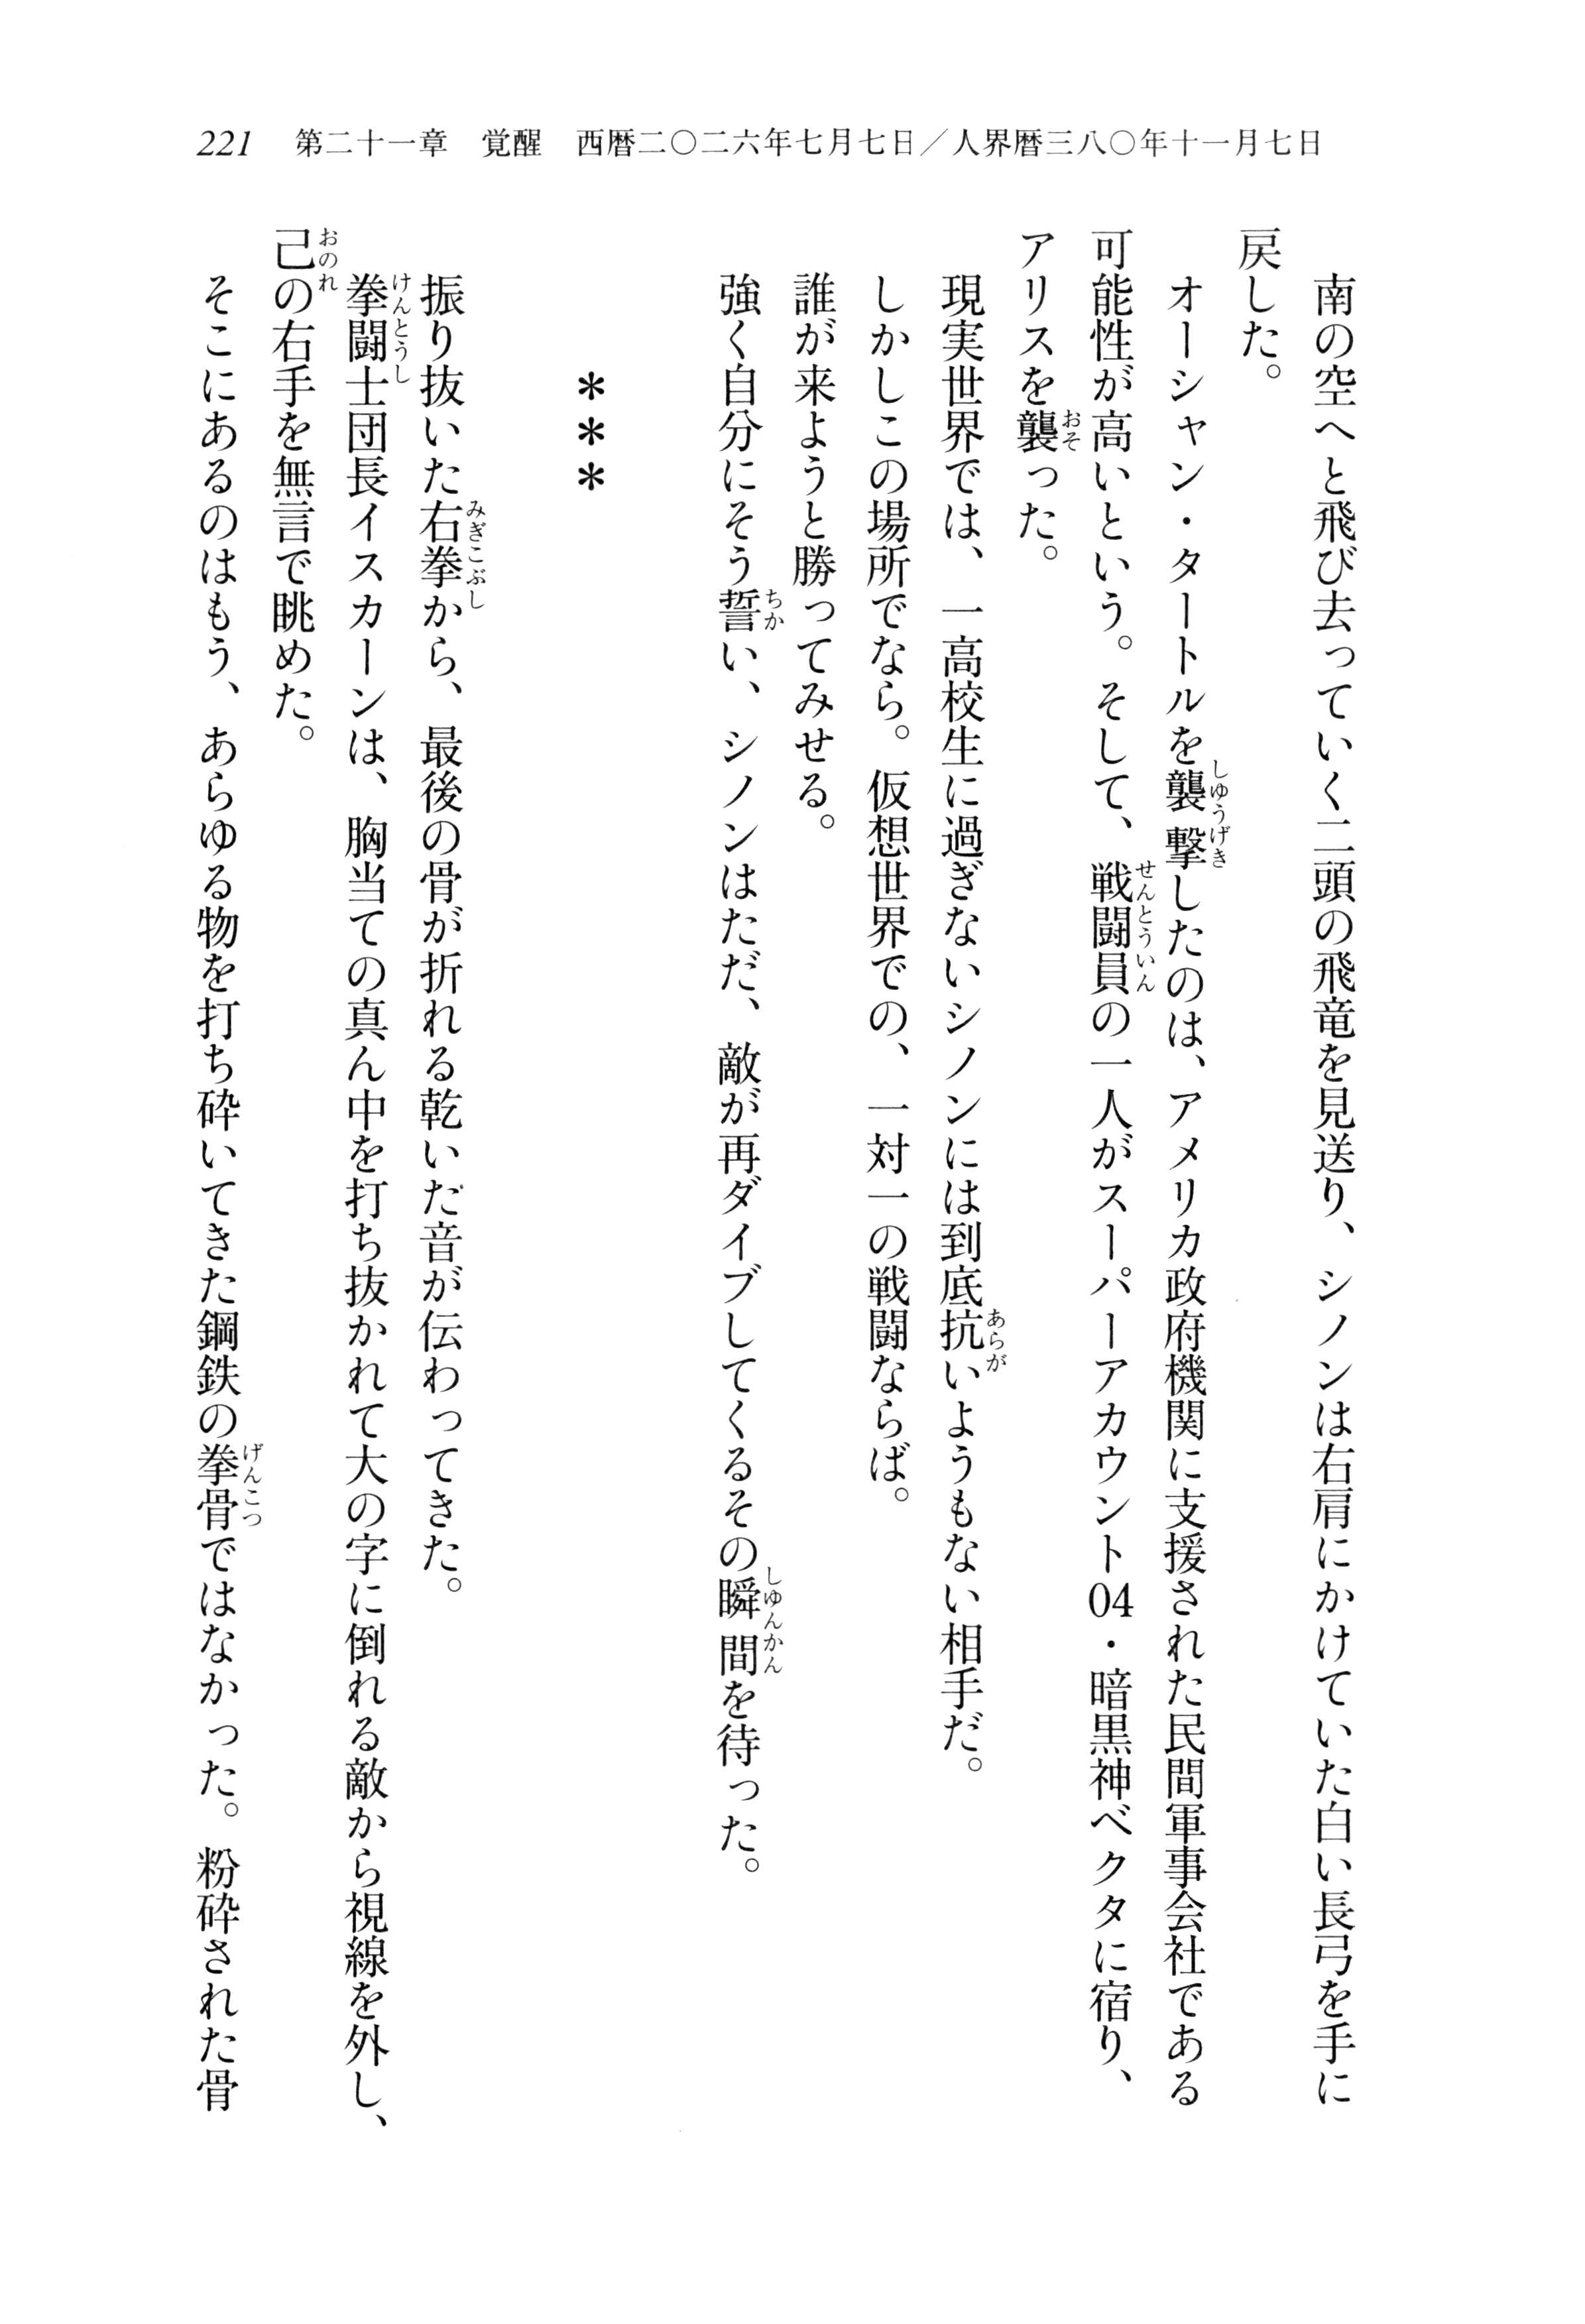 221 第二十一章 覚醒 西暦二〇二六年七月七日／人界暦三八〇年十一月七日
南の空へと飛び去っていく二頭の飛竜を見送り、シノンは右肩にかけていた白い長弓を手に
戻した。
オーシャン・タートルを襲撃したのは、アメリカ政府機関に支援された民間軍事会社である
可能性が高いという。そして、戦闘員の一人がスーパーアカウント04・暗黒神ベクタに宿り、
アリスを襲った。
現実世界では、一高校生に過ぎないシノンには到底抗いようもない相手だ。
しかしこの場所でなら。仮想世界での、一対一の戦闘ならば。
誰が来ようと勝ってみせる。
強く自分にそう誓い、シノンはただ、敵が再ダイブしてくるその瞬間を待った。
＊＊＊
振り抜いた右拳から、最後の骨が折れる乾いた音が伝わってきた。
拳闘士団長イスカーンは、胸当ての真ん中を打ち抜かれて大の字に倒れる敵から視線を外し、
己の右手を無言で眺めた。
そこにあるのはもう、あらゆる物を打ち砕いてきた鋼鉄の拳骨ではなかった。粉砕された骨